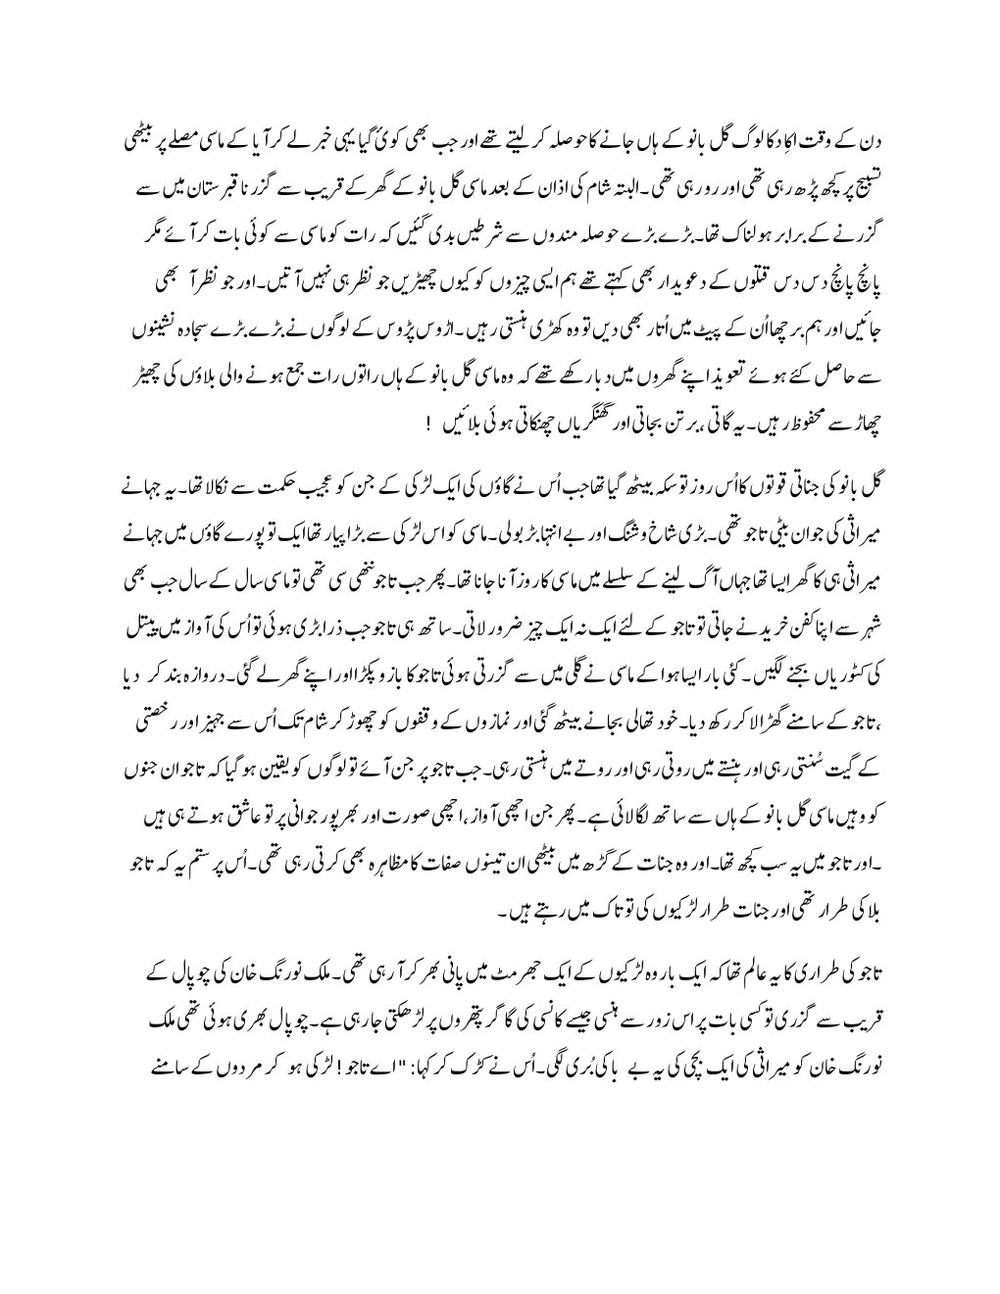 دن کے وقت اکا دکا لوگ گل بانو کے ہاں جانے کا حوصلہ کر لیتے تھے اور جب بھی کوئ گیا یہی خبر لے کر آ یا کے ماسی مصلے پر بیٹھی
تسبیح پر کچھ پڑھ رہی تھی اور رو رہی تھی ۔البتہ شام کی اذان کے بعد ماسی گل بانو کے گھر کے قریب سے گزر نا قبر ستان میں سے
گزرنے کے برابر ہولناک تھا۔بڑے بڑے حوصلہ مندوں سے شرطیں بدی گئیں کہ رات کو ماسی سے کوئی بات کر آ ئے مگر
پانچ پانچ دس دس قتلوں کے دعویدار بھی کہتے تھے ہم ایسی چیزوں کو کیوں چھیڑیں جو نظر ہی نہیں آ تیں۔اور جو نظر آ بھی
جائیں اور ہم برچھا اُن کے پیٹ میں اُتار بھی دیں تو وہ کھڑی ہنستی رہیں ۔اڑوس پڑوس کے لوگوں نے بڑے بڑے سجادہ نشینوں
سے حاصل کئے ہوئے تعویذ اپنے گھروں میں دبا رکھے تھے کہ وہ ماسی گل بانو کے ہاں راتوں رات جمع ہونے والی بلاؤں کی چھیڑ
چھاڑ سے محفوظ رہیں۔ یہ گاتی ،برتن بجاتی اور گھنگریاں چھنکاتی ہوئی بلائیں !
گل بانو کی جناتی قوتوں کا اُس روز تو سکہ بیٹھ گیا تھا جب اُس نے گاؤں کی ایک لڑکی کے جن کو عجیب حکمت سے نکالا تھا۔ یہ جہانے
میراثی کی جوان بیٹی تاجو تھی ۔ بڑی شاخ و شنگ اور بے انتہا بڑ بولی۔ماسی کو اس لڑکی سے بڑا پیار تھا ایک تو پورے گاؤں میں جہانے
میراثی ہی کا گھر ایسا تھا جہاں آ گ لینے کے سلسلے میں ماسی کا روز آ نا جانا تھا۔ پھر جب تاجو ننھی سی تھی تو ماسی سال کے سال جب بھی
شہر سے اپنا کفن خریدنے جاتی تو تاجو کے لئے ایک نہ ایک چیز ضرور لاتی۔ساتھ ہی تاجو جب ذرا بڑی ہوئی تو اُس کی آ واز میں پیتل
کی کٹوریاں بجنے لگیں ۔ کئی بار ایسا ہوا کے ماسی نے گلی میں سے گزرتی ہوئی تاجو کا بازو پکڑا اور اپنے گھر لے گئی۔دروازہ بند کر دیا
،تاجو کے سامنے گھڑا لا کر رکھ دیا۔خود تھالی بجانے بیٹھ گئی اور نمازوں کے وقفوں کو چھوڑ کر شام تک اُس سے جہیز اور رخصتی
کے گیت سُنتی رہی اور ہنستے میں روتی رہی اور روتے میں ہنستی رہی۔جب تاجو پر جن آ ئے تو لوگوں کو یقین ہو گیا کہ تاجو ان جنوں
کو وہیں ماسی گل بانو کے ہاں سے ساتھ لگا لائی ہے۔ پھر جن اچھی آ واز ،اچھی صورت اور بھرپور جوانی پر تو عاشق ہوتے ہی ہیں
۔اور تاجو میں یہ سب کچھ تھا۔اور وہ جنات کے گڑھ میں بیٹھی ان تینوں صفات کا مظاہرہ بھی کرتی رہی تھی۔اُس پر ستم یہ کہ تاجو
بلا کی طرار تھی اور جنات طرار لڑکیوں کی تو تاک میں رہتے ہیں ۔
تاجو کی طراری کا یہ عالم تھا کہ ایک بار وہ لڑکیوں کے ایک جھرمٹ میں پانی بھر کر آ رہی تھی ۔ ملک نورنگ خان کی چوپال کے
قریب سے گزری تو کسی بات پر اس زور سے ہنسی جیسے کانسی کی گاگر پتھروں پر لڑھکتی جا رہی ہے۔چوپال بھری ہوئی تھی ملک
نورنگ خان کو میراثی کی ایک بچی کی یہ بے باکی بُری لگی۔اُس نے کڑک کر کہا: "اے تاجو! لڑکی ہو کر مردوں کے سامنے